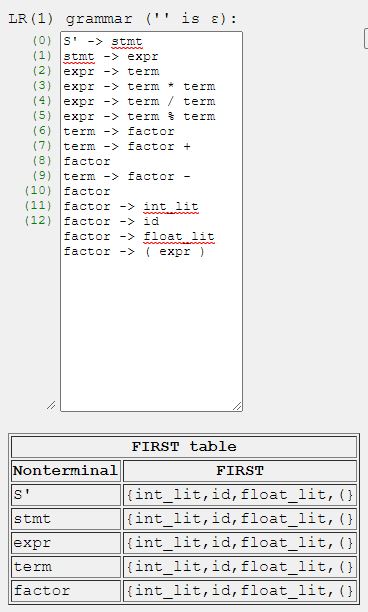 LR(1) grammar ('' is ε):
(0) S' -> stmt
(1) stmt -> expr
(2) expr -> term
(3) expr -> term * term
(4) expr -> term / term
(5) expr -> term % term
(6) term -> factor
(7) term -> factor +
(8) factor
(9) term -> factor -
(10) factor
(11) factor -> int_lit
(12) factor -> id
factor -> float_lit
factor -> ( expr )
FIRST table
Nonterminal FIRST
S' {int_lit,id,float_lit,(}
stmt {int_lit,id,float_lit,(}
expr {int_lit,id,float_lit,(}
term {int_lit,id,float_lit,(}
factor {int_lit,id,float_lit,(}